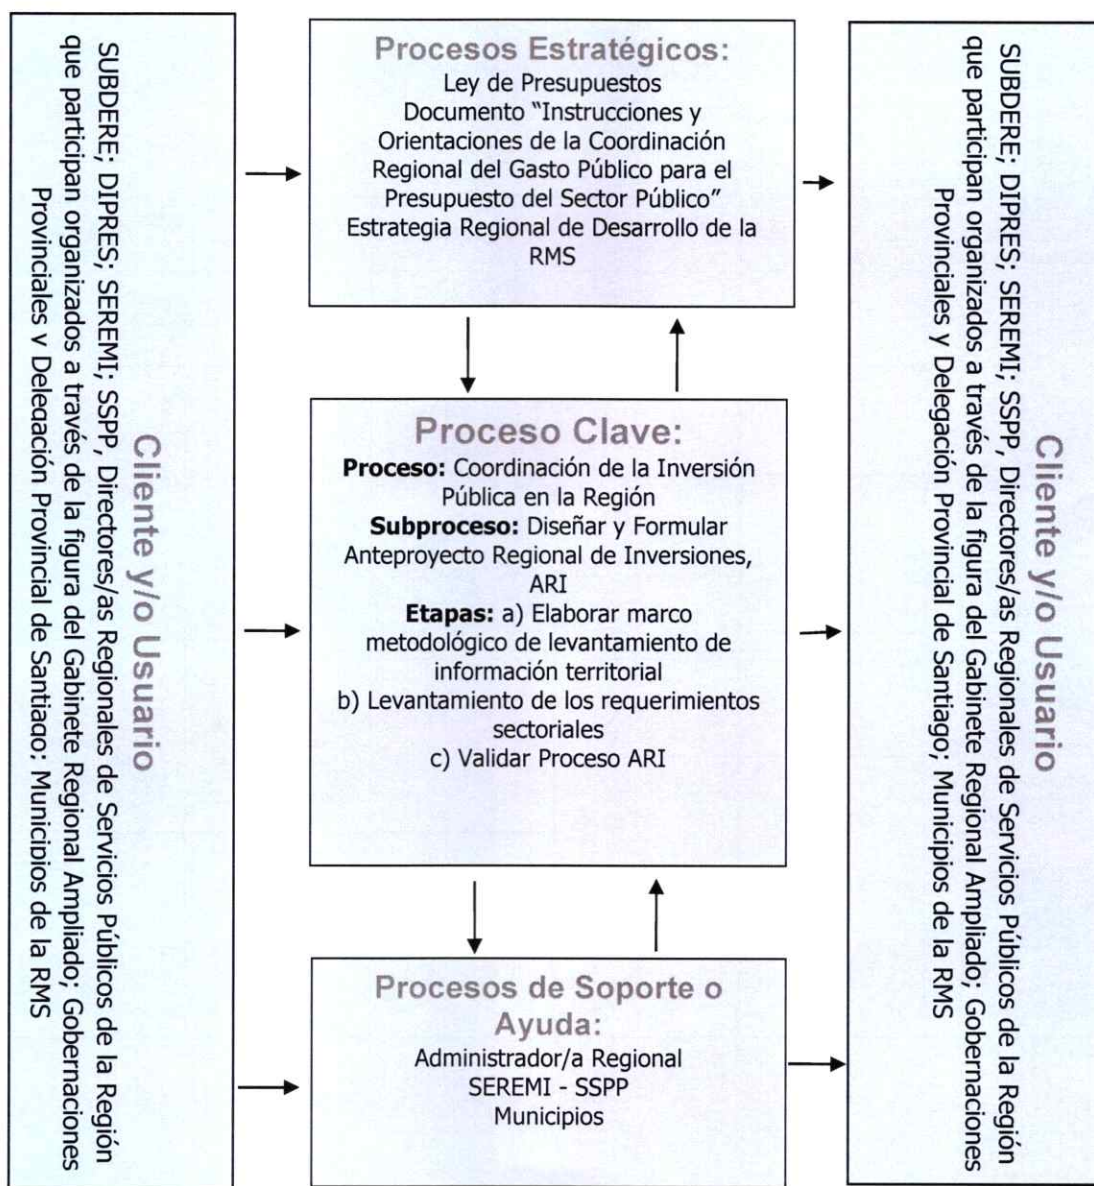 Cliente y/o Usuario
SUBDERE; DIPRES; SEREMI; SSPP, Directores/as Regionales de Servicios Públicos de la Región
que participan organizados a través de la figura del Gabinete Regional Ampliado; Gobernaciones
Provinciales y Delegación Provincial de Santiago; Municipios de la RMS
Procesos Estratégicos:
Ley de Presupuestos
Documento “Instrucciones y
Orientaciones de la Coordinación
Regional del Gasto Público para el
Presupuesto del Sector Público”
Estrategia Regional de Desarrollo de la
RMS
Proceso Clave:
Proceso: Coordinación de la Inversión
Pública en la Región
Subproceso: Diseñar y Formular
Anteproyecto Regional de Inversiones,
ARI
Etapas: a) Elaborar marco
metodológico de levantamiento de
información territorial
b) Levantamiento de los requerimientos
sectoriales
c) Validar Proceso ARI
Procesos de Soporte o
Ayuda:
Administrador/a Regional
SEREMI - SSPP
Municipios
Cliente y/o Usuario
SUBDERE; DIPRES; SEREMI; SSPP, Directores/as Regionales de Servicios Públicos de la Región
que participan organizados a través de la figura del Gabinete Regional Ampliado; Gobernaciones
Provinciales y Delegación Provincial de Santiago; Municipios de la RMS